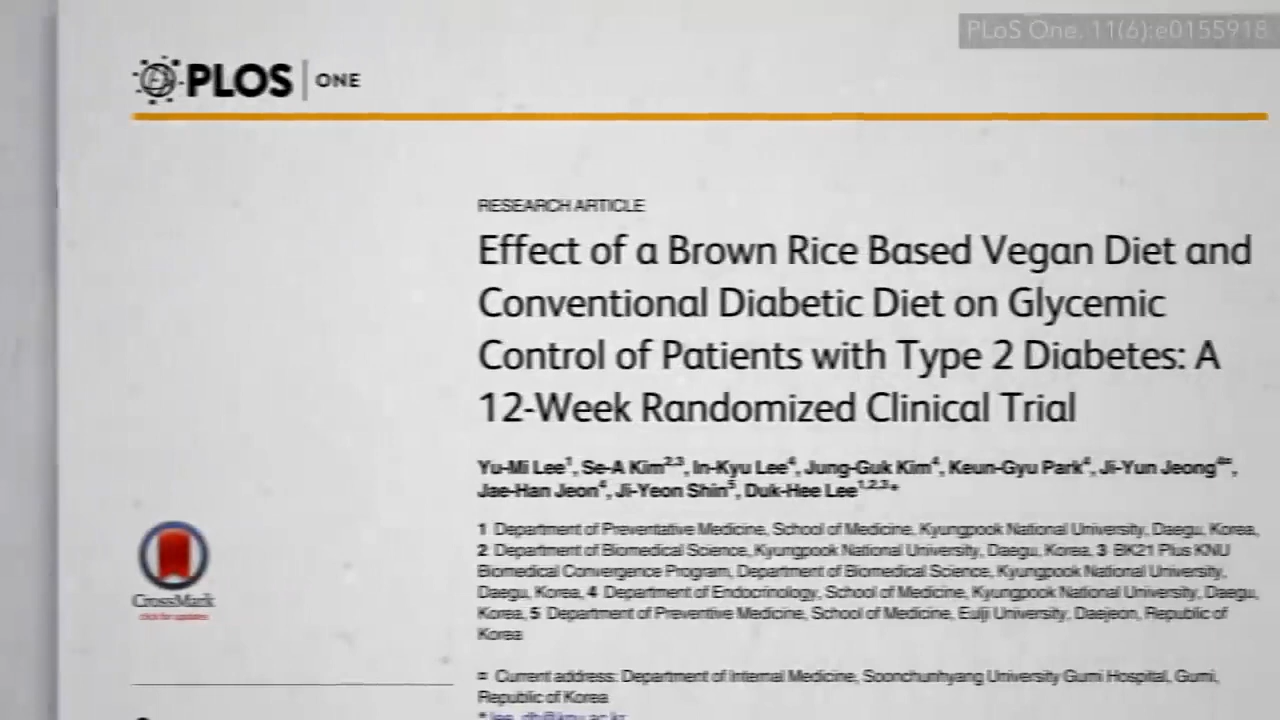 PLoS One. 11(6):e0155918
PLOS ONE
RESEARCH ARTICLE
Effect of a Brown Rice Based Vegan Diet and
Conventional Diabetic Diet on Glycemic
Control of Patients with Type 2 Diabetes: A
12-Week Randomized Clinical Trial
Yu-Mi Lee1, Se-A Kim2,3, In-Kyu Lee4, Jung-Guk Kim4, Keun-Gyu Park4, Ji-Yun Jeong4¤,
Jae-Han Jeon4, Ji-Yeon Shin5, Duk-Hee Lee1,2,3*
1 Department of Preventative Medicine, School of Medicine, Kyungpook National University, Daegu, Korea,
2 Department of Biomedical Science, Kyungpook National University, Daegu, Korea, 3 BK21 Plus KNU
Biomedical Convergence Program, Department of Biomedical Science, Kyungpook National University,
Daegu, Korea, 4 Department of Endocrinology, School of Medicine, Kyungpook National University, Daegu,
Korea, 5 Department of Preventive Medicine, School of Medicine, Eulji University, Daejeon, Republic of
Korea
CrossMark
click for updates
¤ Current address: Department of Internal Medicine, Soonchunhyang University Gumi Hospital, Gumi,
Republic of Korea